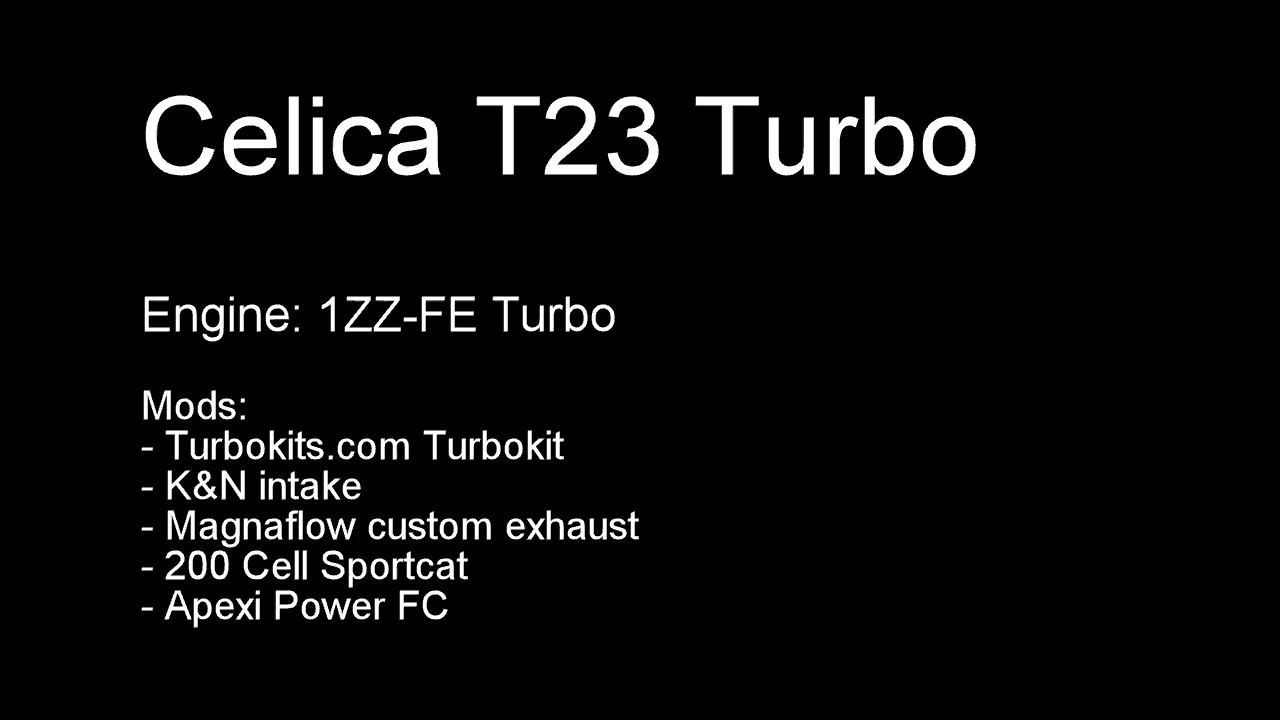 Celica T23 Turbo
Engine: 1ZZ-FE Turbo
Mods:
- Turbokits.com Turbokit
- K&N intake
- Magnaflow custom exhaust
- 200 Cell Sportcat
- Apexi Power FC